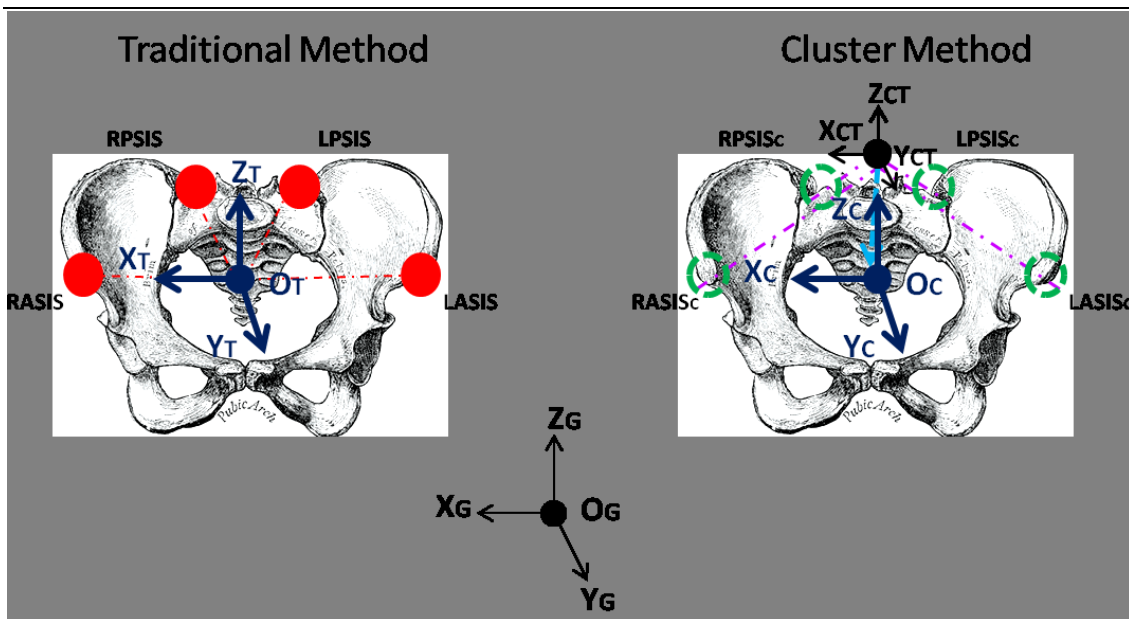 Traditional Method
RPSIS
LPSIS
ZT
XT
OT
RASIS
LASIS
YT
Pubic Arch
Cluster Method
ZCT
XCT
YCT
RPSISC
LPSISC
ZC
XC
OC
RASISC
LASISC
YC
Pubic Arch
ZG
XG
OG
YG